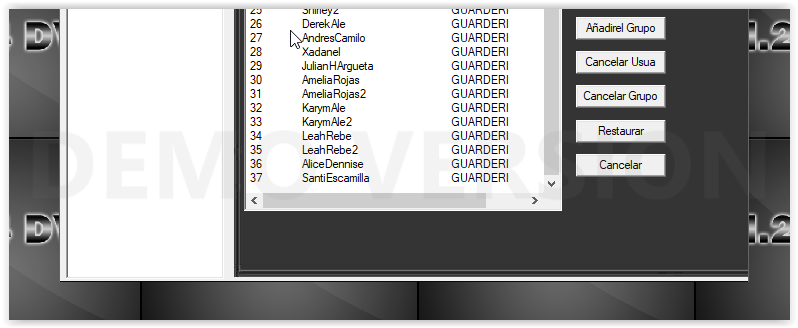 25 Shirley2
26 DerekAle GUARDERI
27 AndresCamilo GUARDERI
28 Xadanel GUARDERI
29 JulianHArgueta GUARDERI
30 AmeliaRojas GUARDERI
31 AmeliaRojas2 GUARDERI
32 KarymAle GUARDERI
33 KarymAle2 GUARDERI
34 LeahRebe GUARDERI
35 LeahRebe2 GUARDERI
36 AliceDennise GUARDERI
37 SantiEscamilla GUARDERI
Añadirel Grupo
Cancelar Usua
Cancelar Grupo
Restaurar
Cancelar
DEMO VERSION